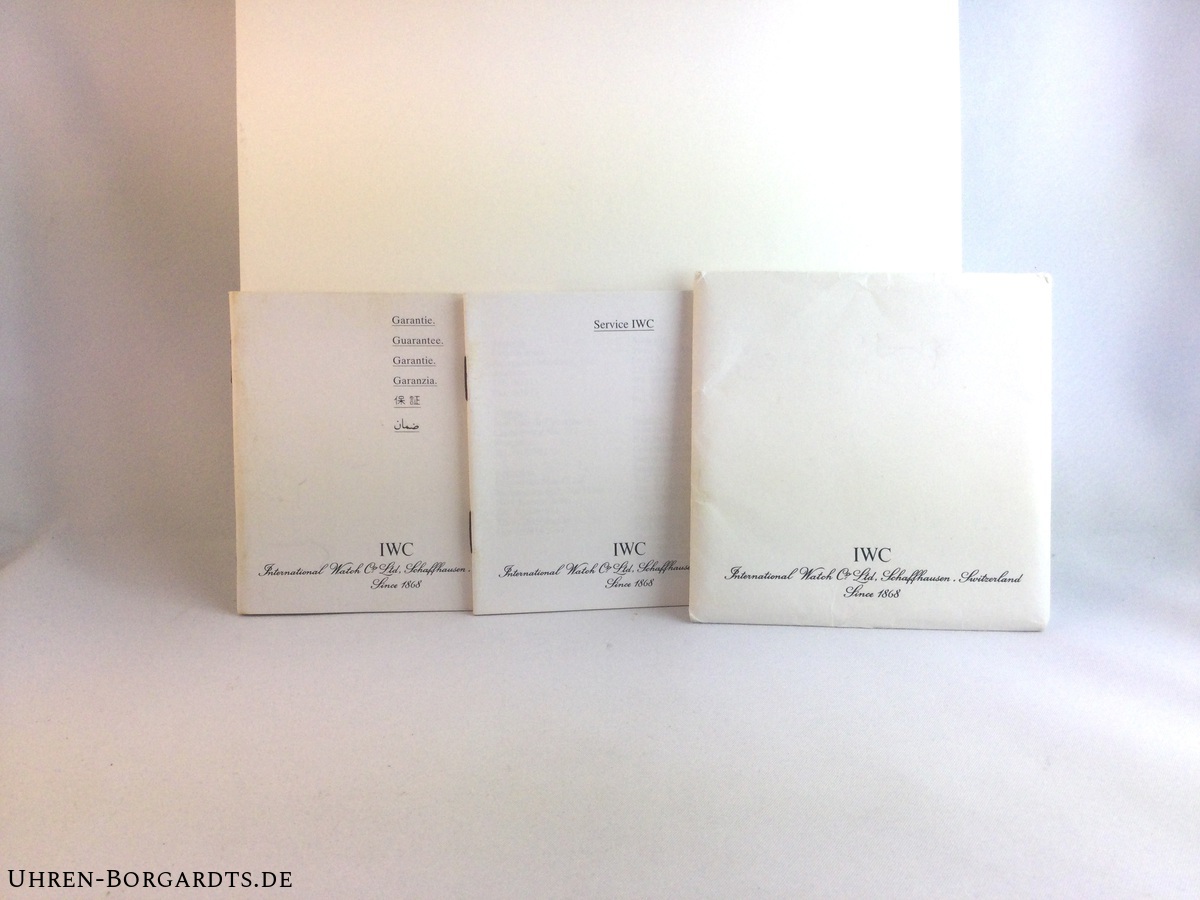 Garantie.
Guarantee.
Garantie.
Garanzia.
保証
ضمان
IWC
International Watch Co Ltd. Schaffhausen.
Since 1868
Service IWC
IWC
International Watch Co Ltd. Schaffhause
Since 1868
IWC
International Watch Co Ltd. Schaffhausen. Switzerland
Since 1868
UHREN-BORGARDTS.DE